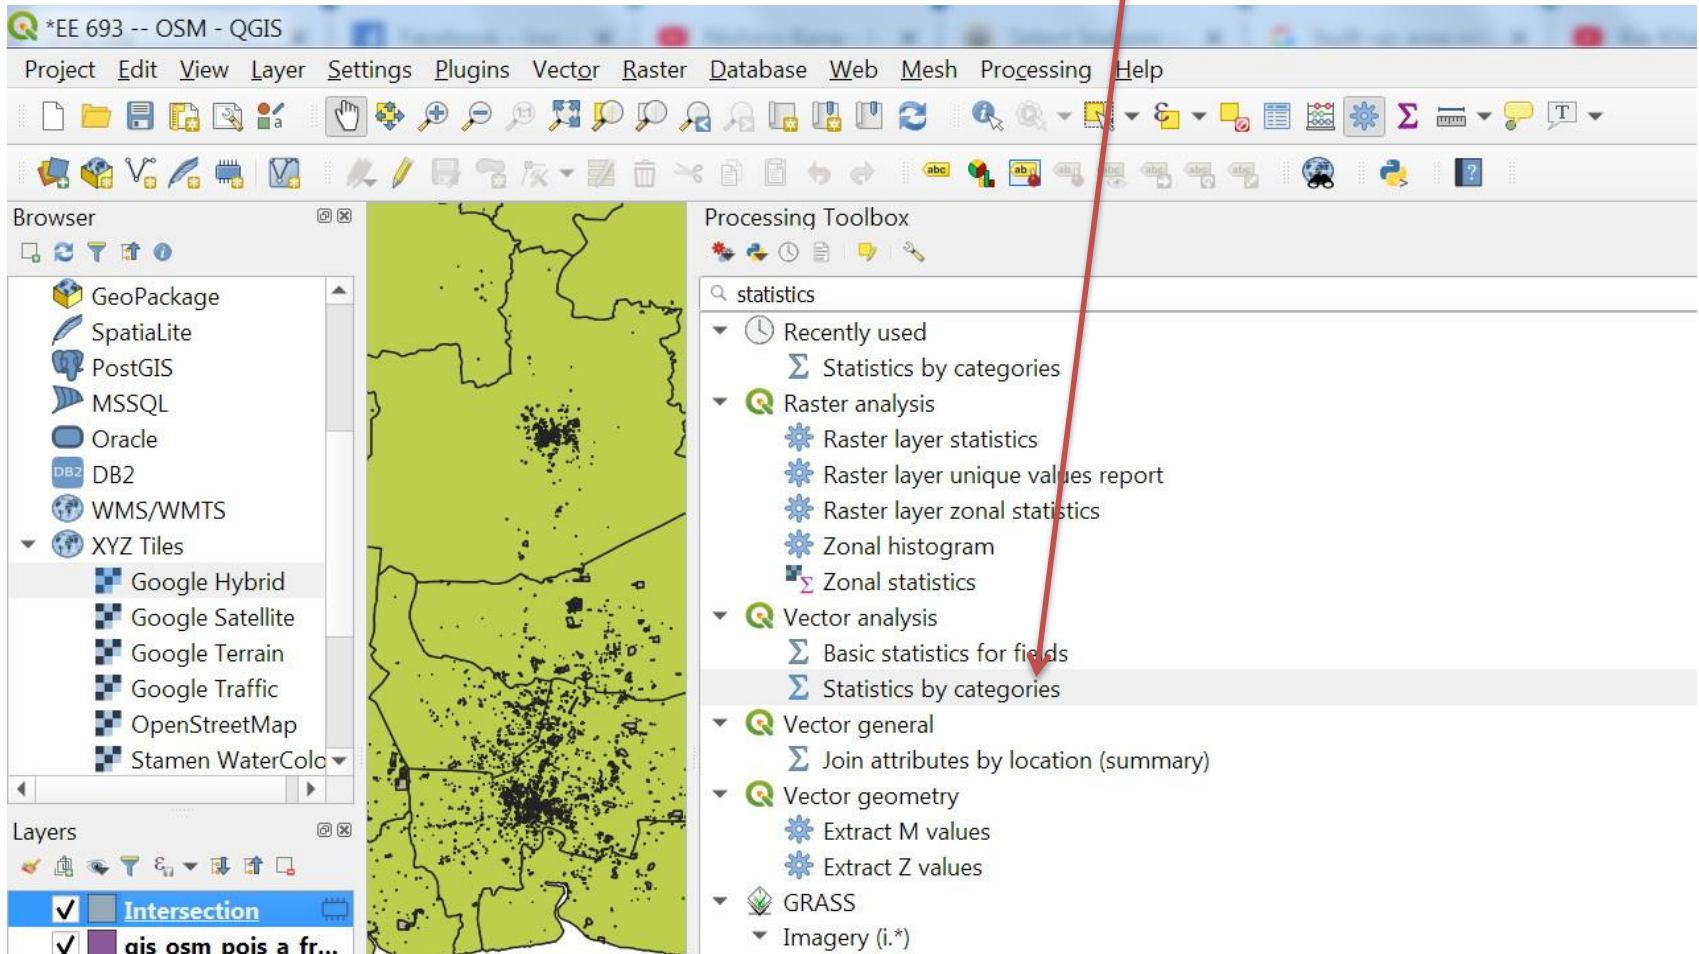 *EE 693 -- OSM - QGIS
Project Edit View Layer Settings Plugins Vector Raster Database Web Mesh Processing Help
Browser
GeoPackage
SpatiaLite
PostGIS
MSSQL
Oracle
DB2
DB2
WMS/WMTS
XYZ Tiles
Google Hybrid
Google Satellite
Google Terrain
Google Traffic
OpenStreetMap
Stamen WaterColo
Layers
Intersection
gis_osm_pois_a_fr...
Processing Toolbox
statistics
Recently used
Statistics by categories
Raster analysis
Raster layer statistics
Raster layer unique values report
Raster layer zonal statistics
Zonal histogram
Zonal statistics
Vector analysis
Basic statistics for fields
Statistics by categories
Vector general
Join attributes by location (summary)
Vector geometry
Extract M values
Extract Z values
GRASS
Imagery (i.*)